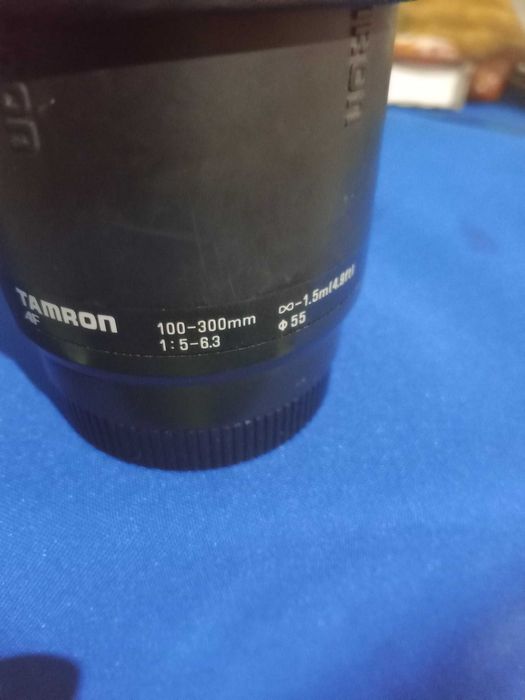 TAMRON
AF
100-300mm
1:5-6.3
∞-1.5m(4.9ft)
Φ55